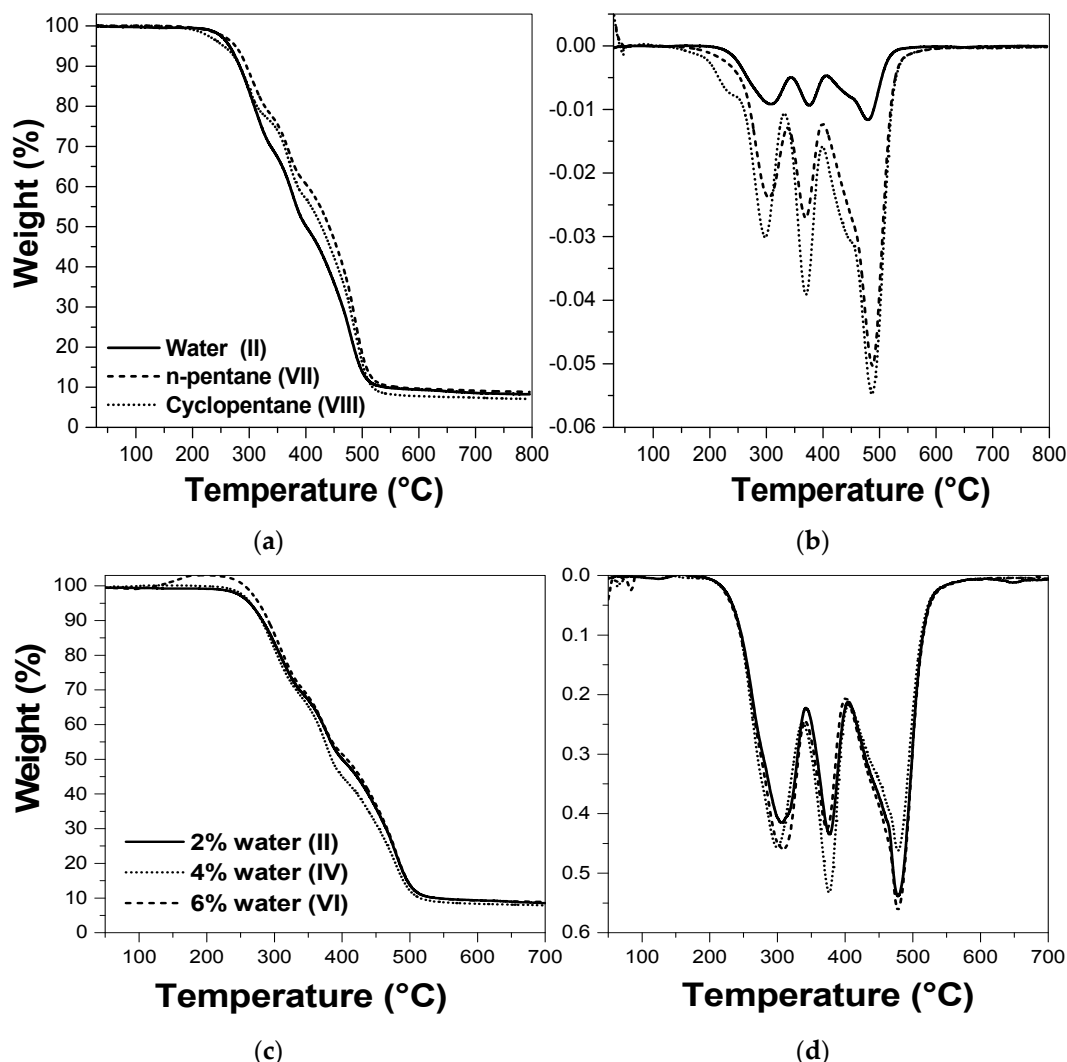 100
90
80
70
60
50
40
30
20
10
0
Weight (%)
Water (II)
n-pentane (VII)
Cyclopentane (VIII)
100 200 300 400 500 600 700 800
Temperature (°C)
(a)
0.00
-0.01
-0.02
-0.03
-0.04
-0.05
-0.06
100 200 300 400 500 600 700 800
Temperature (°C)
(b)
100
90
80
70
60
50
40
30
20
10
0
Weight (%)
2% water (II)
4% water (IV)
6% water (VI)
100 200 300 400 500 600 700
Temperature (°C)
(c)
0.0
0.1
0.2
0.3
0.4
0.5
0.6
100 200 300 400 500 600 700
Temperature (°C)
(d)